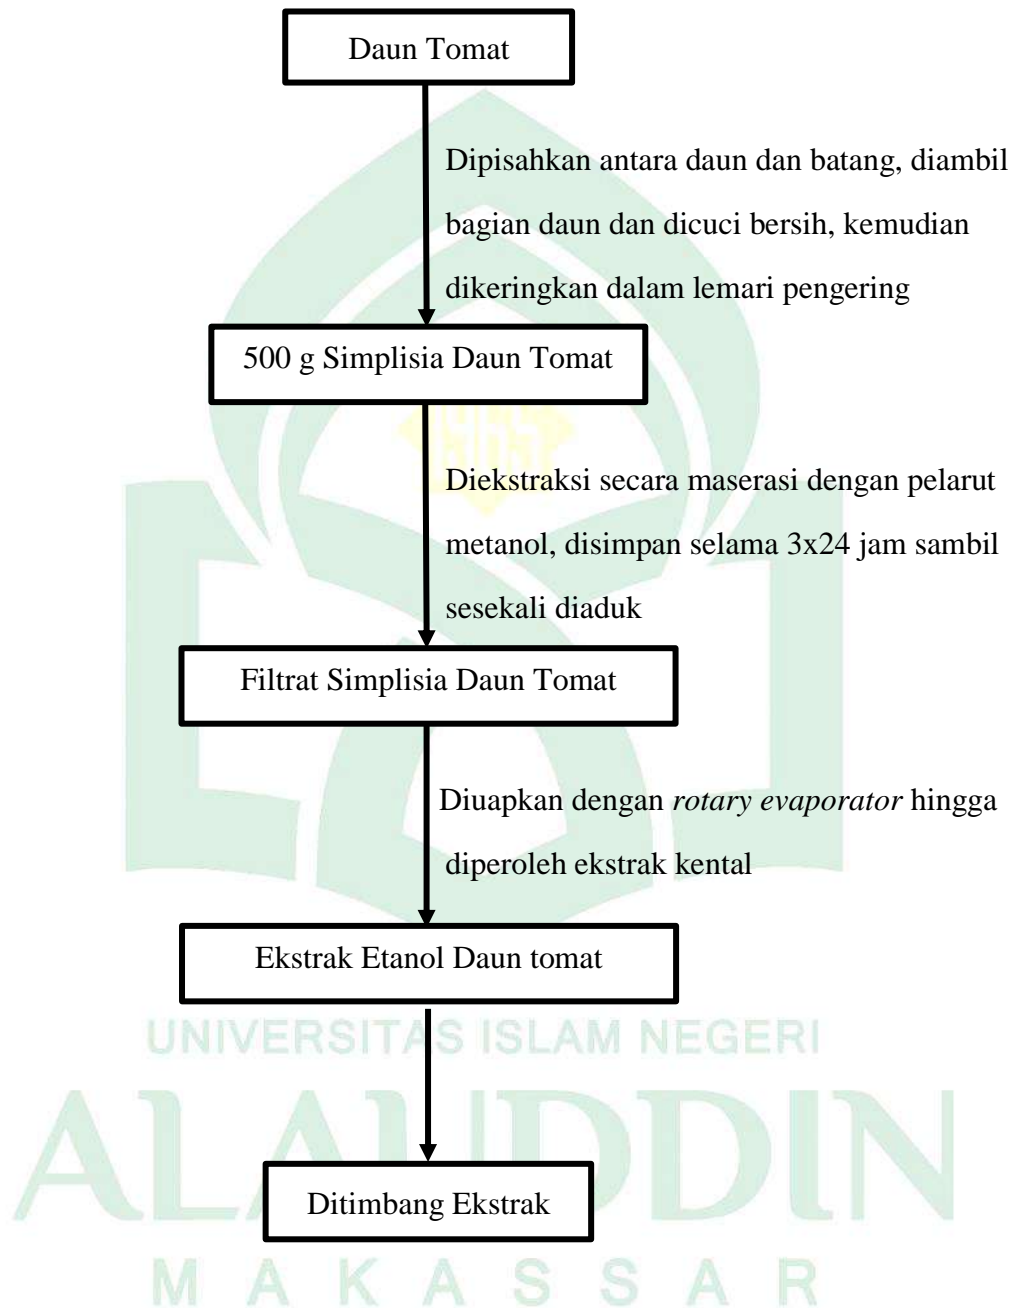 Daun Tomat
Dipisahkan antara daun dan batang, diambil
bagian daun dan dicuci bersih, kemudian
dikeringkan dalam lemari pengering
500 g Simplisia Daun Tomat
1965
Diekstraksi secara maserasi dengan pelarut
metanol, disimpan selama 3x24 jam sambil
sesekali diaduk
Filtrat Simplisia Daun Tomat
Diuapkan dengan rotary evaporator hingga
diperoleh ekstrak kental
Ekstrak Etanol Daun tomat
UNIVERSITAS ISLAM NEGERI
ALAUDDIN
Ditimbang Ekstrak
MAKASSAR